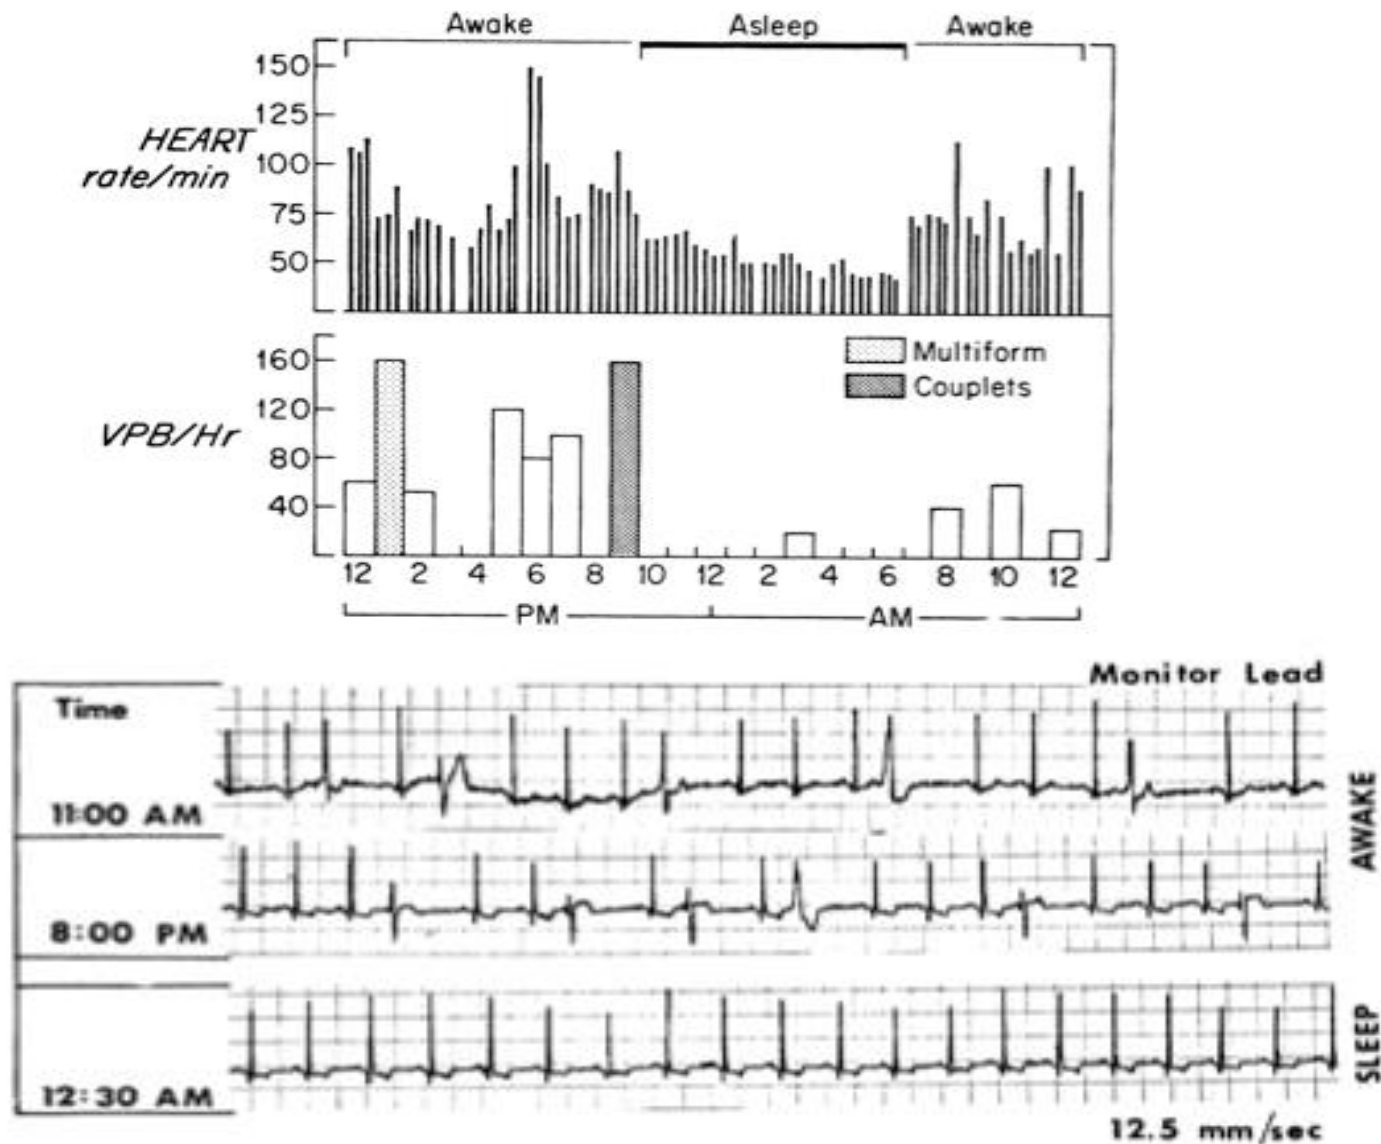 Awake Asleep Awake
150
125
HEART
100
rate/min
75
50
Multiform
160
Couplets
120
VPB/Hr
80
40
12 2 4 6 8 10 12 2 4 6 8 10 12
PM AM
Monitor Lead
Time
11:00 AM
AWAKE
8:00 PM
12:30 AM
SLEEP
12.5 mm/sec